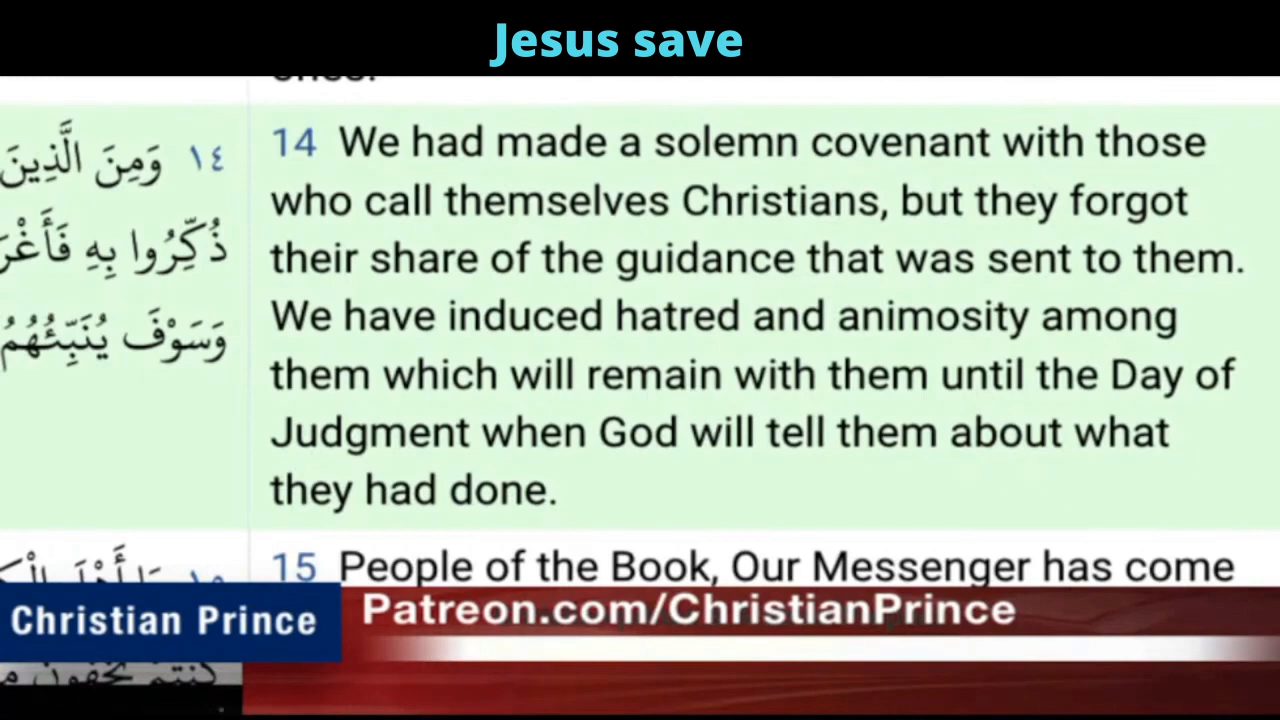 Jesus save
14 We had made a solemn covenant with those
who call themselves Christians, but they forgot
their share of the guidance that was sent to them.
We have induced hatred and animosity among
them which will remain with them until the Day of
Judgment when God will tell them about what
they had done.
١٤ وَمِنَ الَّذِينَ
ذُكِّرُوا بِهِ
وَسَوْفَ يُنَبِّئُهُمُ
15 People of the Book, Our Messenger has come
Christian Prince
Patreon.com/ChristianPrince